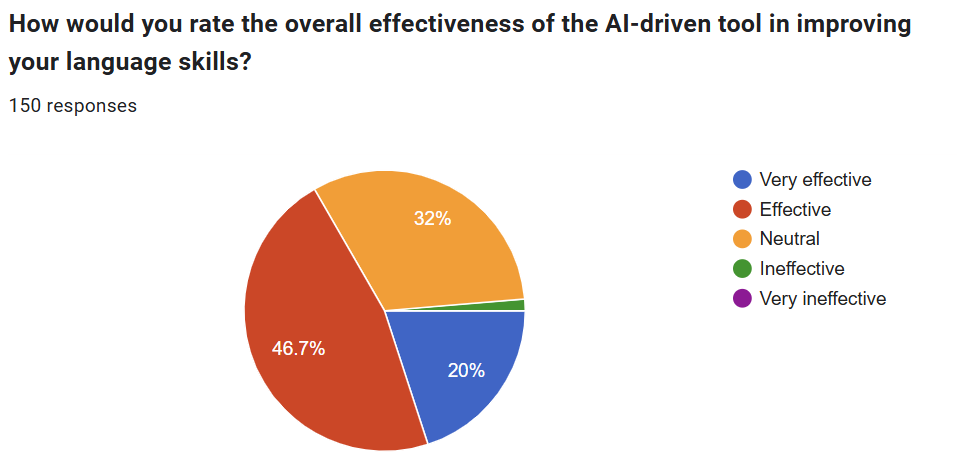 How would you rate the overall effectiveness of the AI-driven tool in improving
your language skills?
150 responses
32%
46.7%
20%
Very effective
Effective
Neutral
Ineffective
Very ineffective